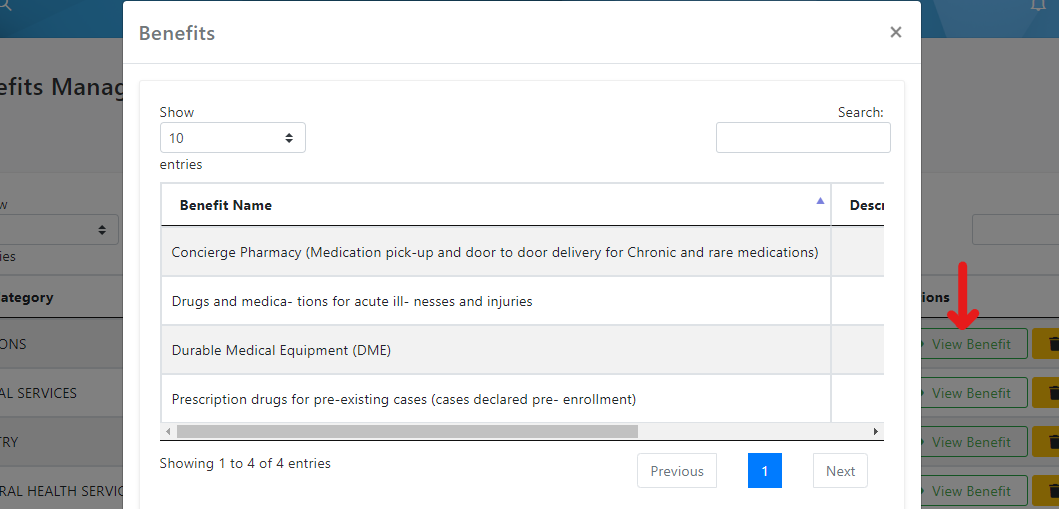 Benefits
×
efits Manag
Show
10
entries
Search:
Benefit Name
Descr
Concierge Pharmacy (Medication pick-up and door to door delivery for Chronic and rare medications)
Drugs and medica- tions for acute ill- nesses and injuries
Durable Medical Equipment (DME)
Prescription drugs for pre-existing cases (cases declared pre- enrollment)
Showing 1 to 4 of 4 entries
Previous
1
Next
w
ies
ategory
ions
ONS
View Benefit
AL SERVICES
View Benefit
TRY
View Benefit
RAL HEALTH SERVIC
View Benefit